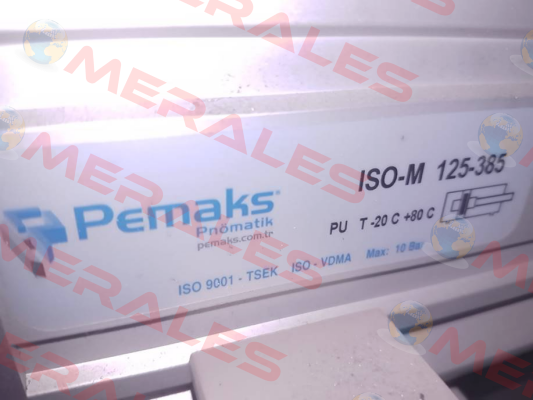 MERALES
ISO-M 125-385
Pemaks®
Pnömatik
pemaks.com.tr
PU T -20 C +80 C
ISO 9001 - TSEK ISO - VDMA Max: 10 Bar
MERALES